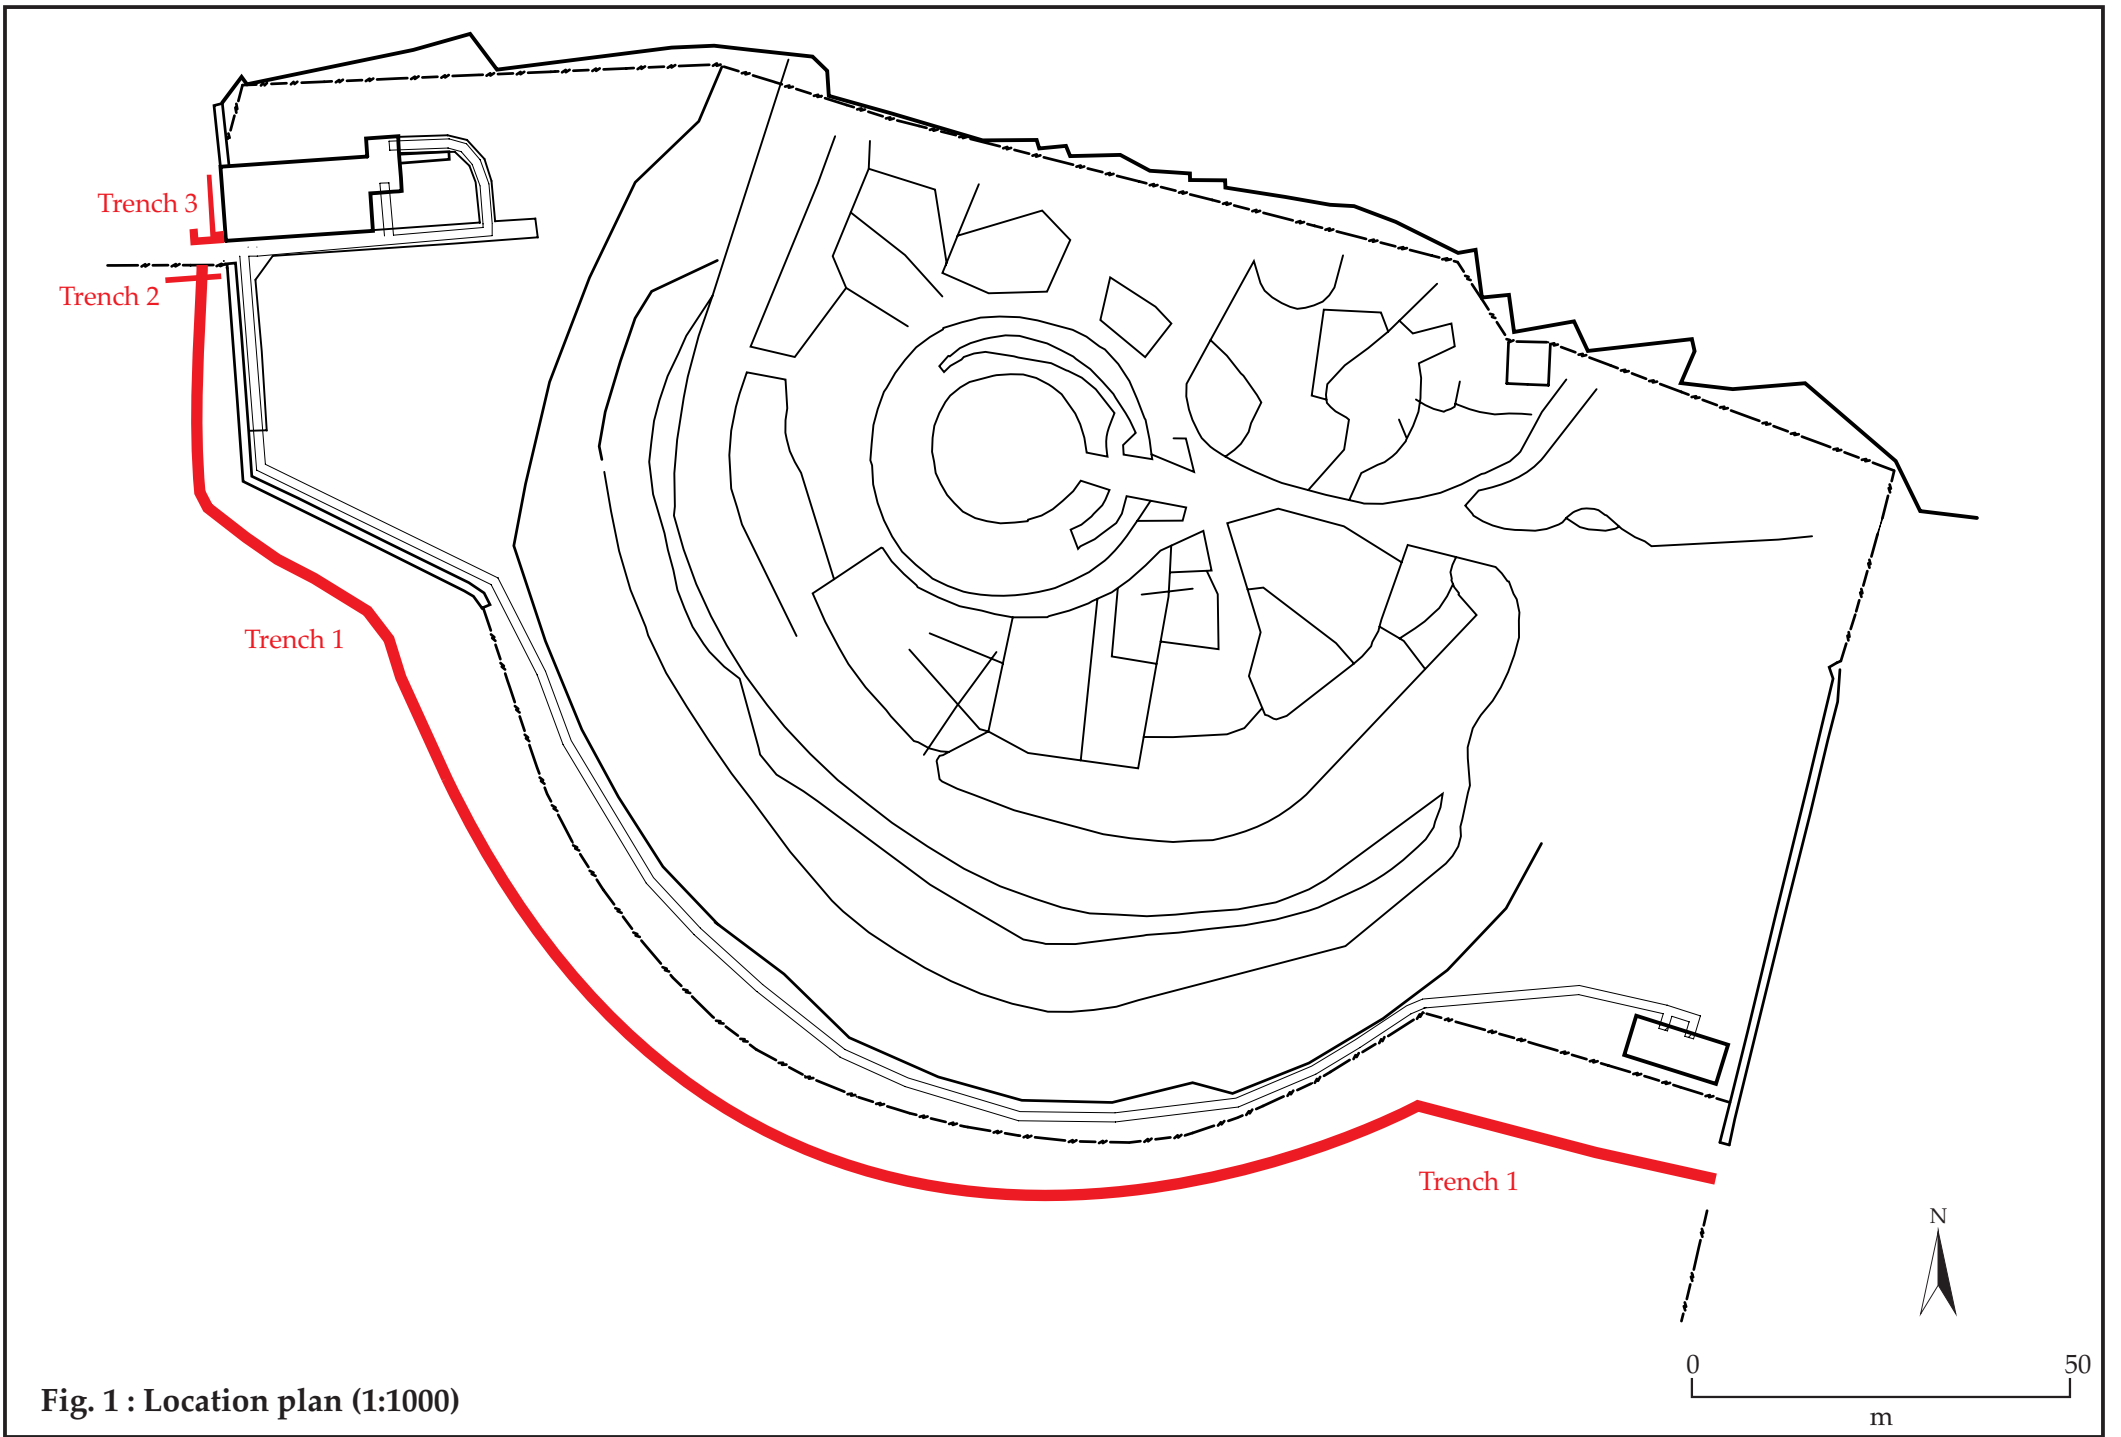 Trench 3
Trench 2
Trench 1
Trench 1
N
0 50
m
Fig. 1 : Location plan (1:1000)